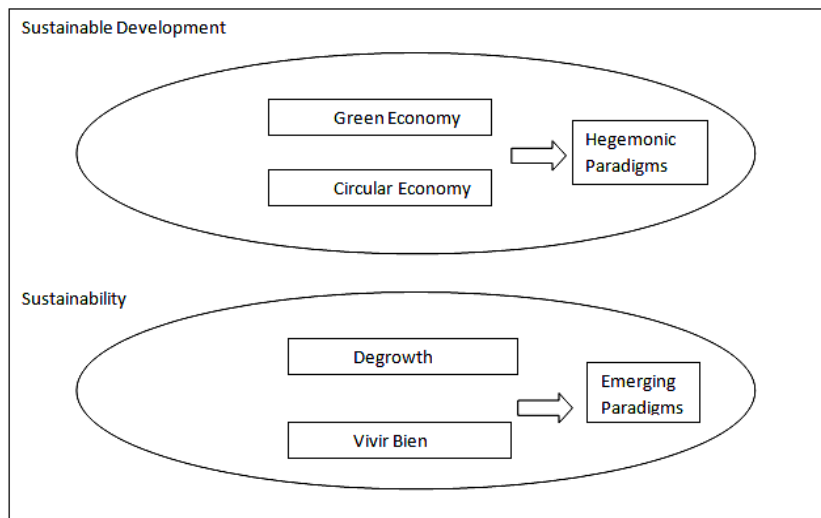 Sustainable Development
Green Economy
Hegemonic
Paradigms
Circular Economy
Sustainability
Degrowth
Emerging
Paradigms
Vivir Bien